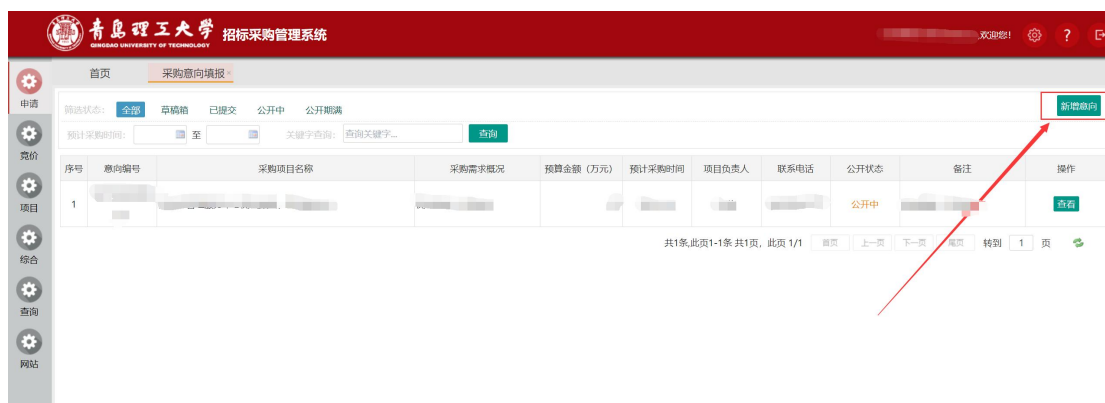 青岛理工大学 招标采购管理系统 欢迎您! ?
QINGDAO UNIVERSITY OF TECHNOLOGY
首页 采购意向填报×
申请
竞价
项目
综合
查询
网站
筛选状态: 全部 草稿箱 已提交 公开中 公开期满 新增意向
预计采购时间: 至 关键字查询: 查询关键字... 查询
序号 意向编号 采购项目名称 采购需求概况 预算金额 (万元) 预计采购时间 项目负责人 联系电话 公开状态 备注 操作
1 公开中 查看
共1条,此页1-1条 共1页, 此页 1/1 首页 上一页 下一页 尾页 转到 1 页